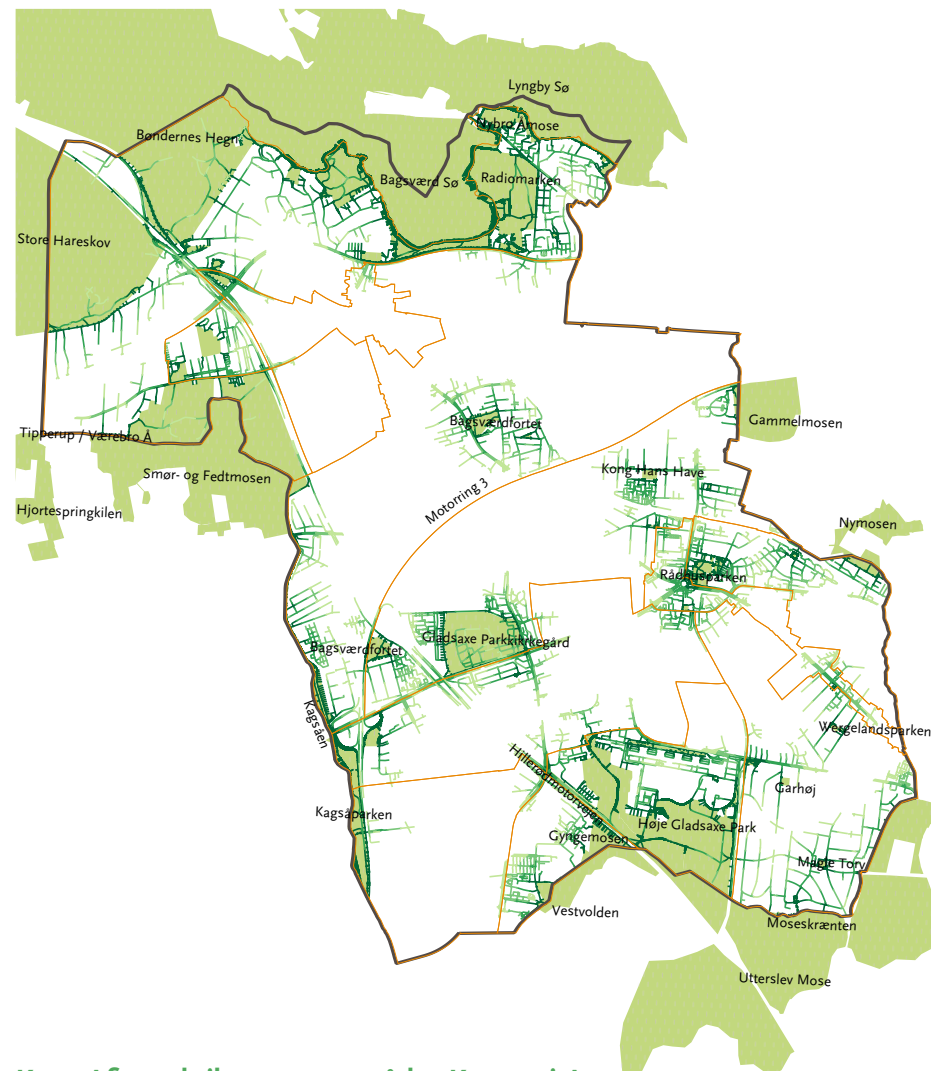 Lyngby Sø
Nybro Åmose
Bøndernes Hegn
Bagsværd Sø
Radiomarken
Store Hareskov
Gammelmosen
Bagsværdfortet
Tipperup / Værebro Å
Kong Hans Have
Smør- og Fedtmosen
Motorring 3
Hjortespringkilen
Nymosen
Rådhusparken
Gladsaxe Parkkirkegård
Bagsværdfortet
Kagsåen
Wergelandsparken
Hillerødmotorvejen
Garhøj
Kagsåparken
Høje Gladsaxe Park
Gyngemosen
Magle Torv
Vestvolden
Moseskrænten
Utterslev Mose